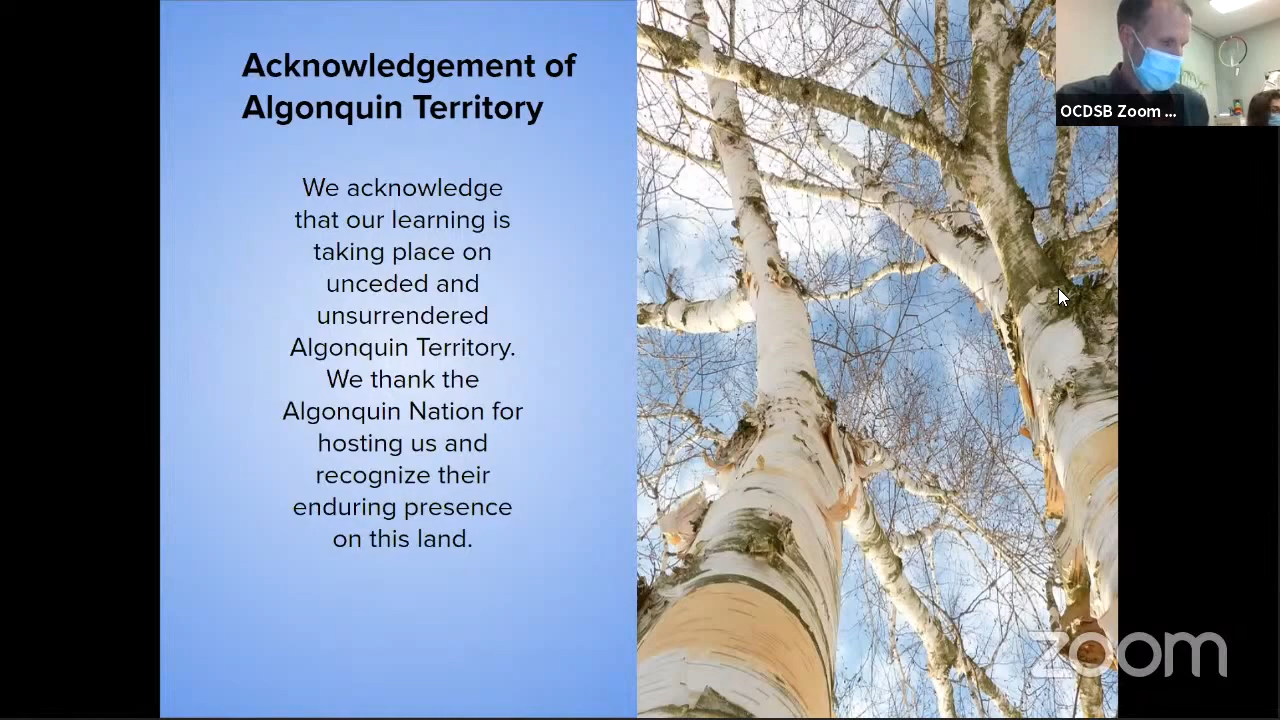 Acknowledgement of
Algonquin Territory
We acknowledge
that our learning is
taking place on
unceded and
unsurrendered
Algonquin Territory.
We thank the
Algonquin Nation for
hosting us and
recognize their
enduring presence
on this land.
OCDSB Zoom ...
zoom